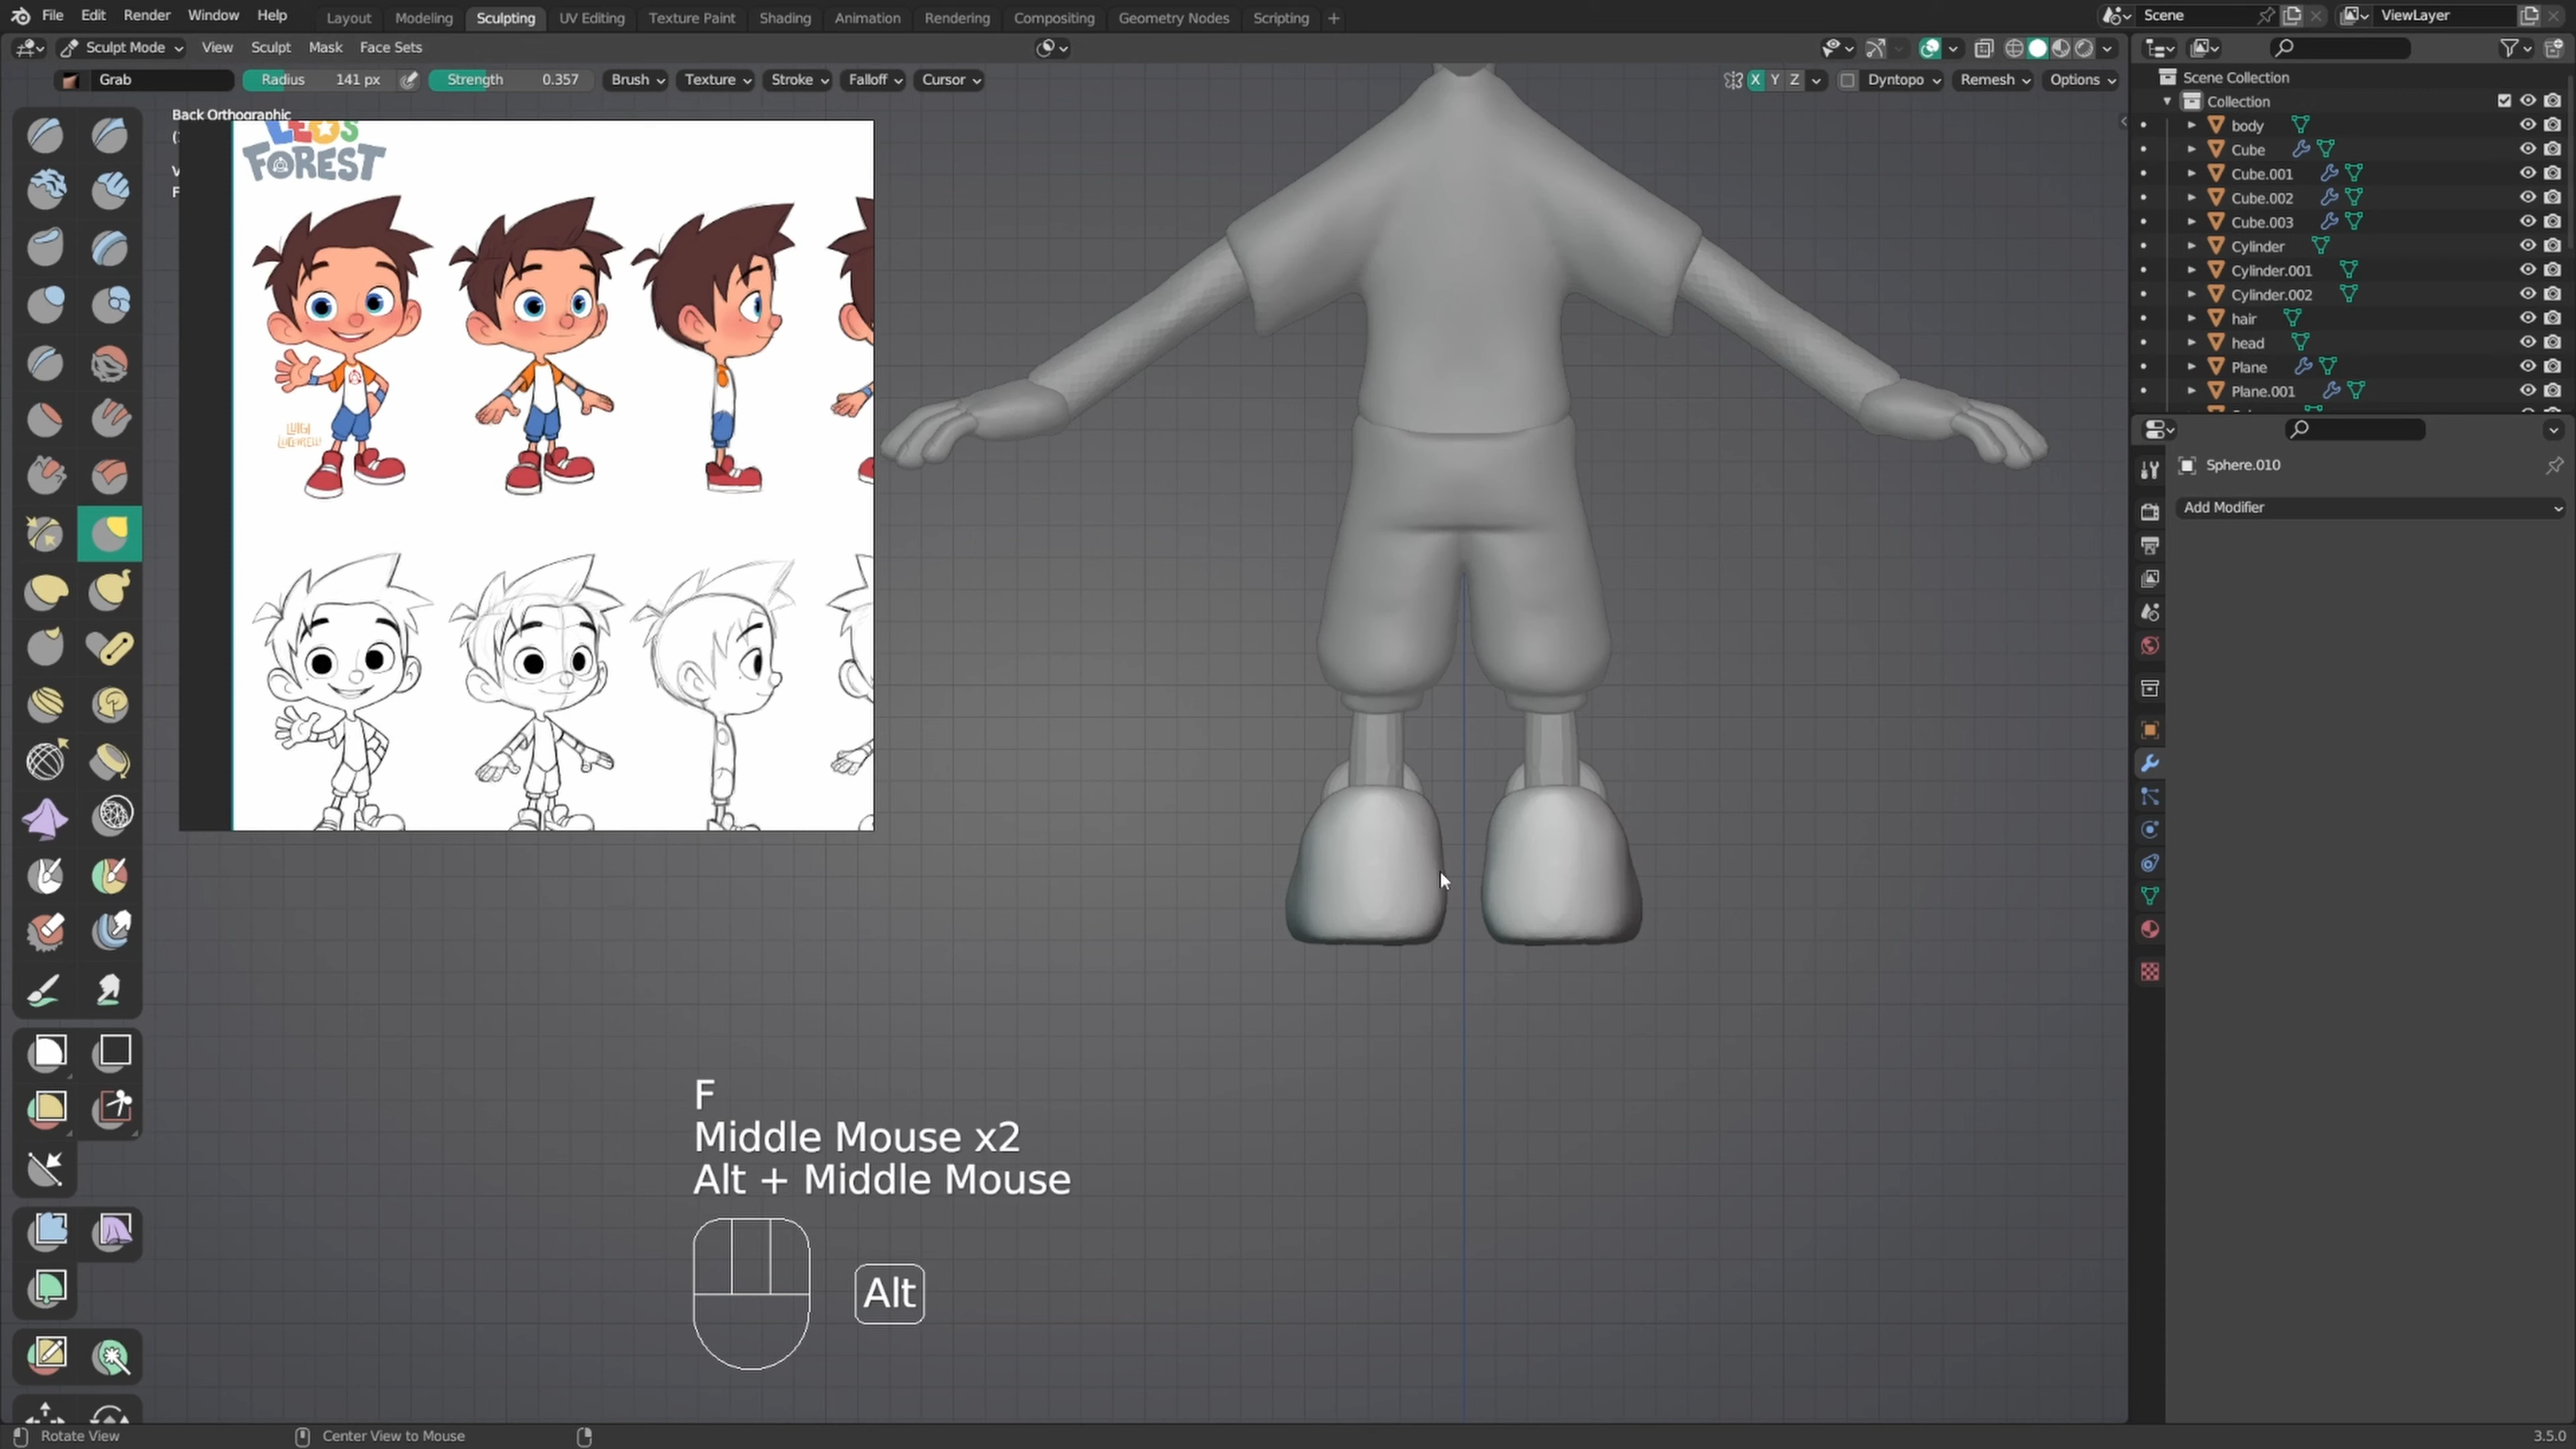 File Edit Render Window Help Layout Modeling Sculpting UV Editing Texture Paint Shading Animation Rendering Compositing Geometry Nodes Scripting + Scene ViewLayer
Sculpt Mode View Sculpt Mask Face Sets
Grab Radius 141 px Strength 0.357 Brush Texture Stroke Falloff Cursor X Y Z Dyntopo Remesh Options
Scene Collection
Collection
body
Cube
Cube.001
Cube.002
Cube.003
Cylinder
Cylinder.001
Cylinder.002
hair
head
Plane
Plane.001
Sphere.010
Add Modifier
Back Orthographic
LEO'S
FOREST
LUIGI
LUCARELLI
F
Middle Mouse x2
Alt + Middle Mouse
Alt
Rotate View Center View to Mouse 3.5.0